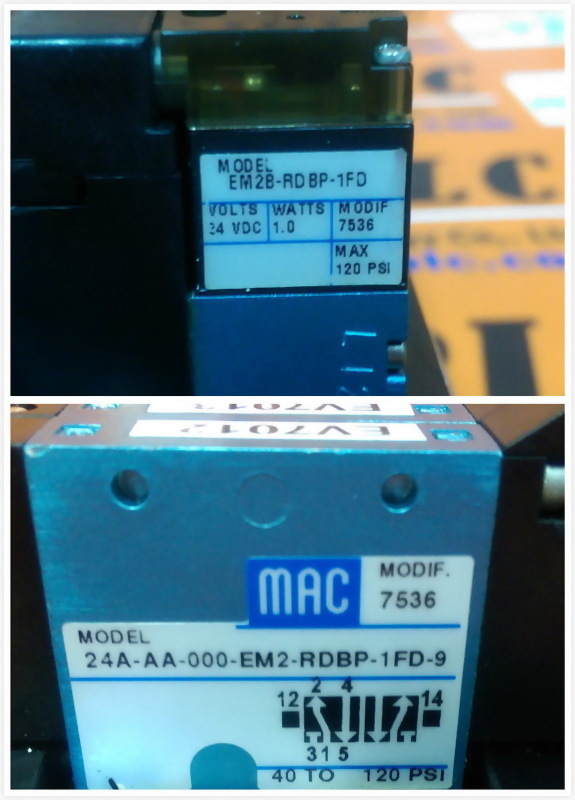 MODEL
EM2B-RDBP-1FD
VOLTS WATTS MODIF
24 VDC 1.0 7536
MAX
120 PSI
LC
EV7013
EV7012
MAC
MODIF.
7536
MODEL
24A-AA-000-EM2-RDBP-1FD-9
2 4
12 14
3 1 5
40 TO 120 PSI